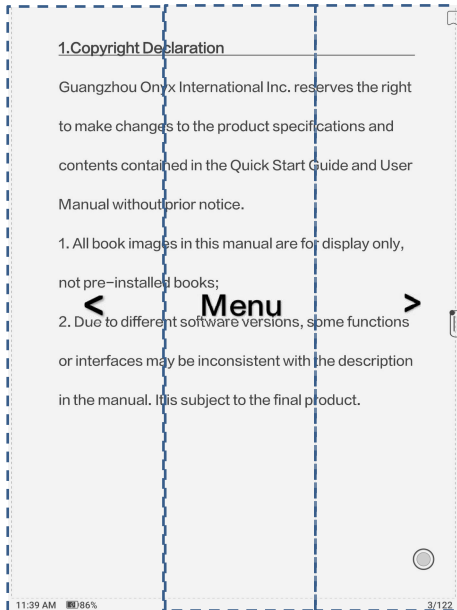 1.Copyright Declaration
Guangzhou Onyx International Inc. reserves the right
to make changes to the product specifications and
contents contained in the Quick Start Guide and User
Manual without prior notice.
1. All book images in this manual are for display only,
not pre-installed books;
< Menu >
2. Due to different software versions, some functions
or interfaces may be inconsistent with the description
in the manual. It is subject to the final product.
11:39 AM 86% 3/122